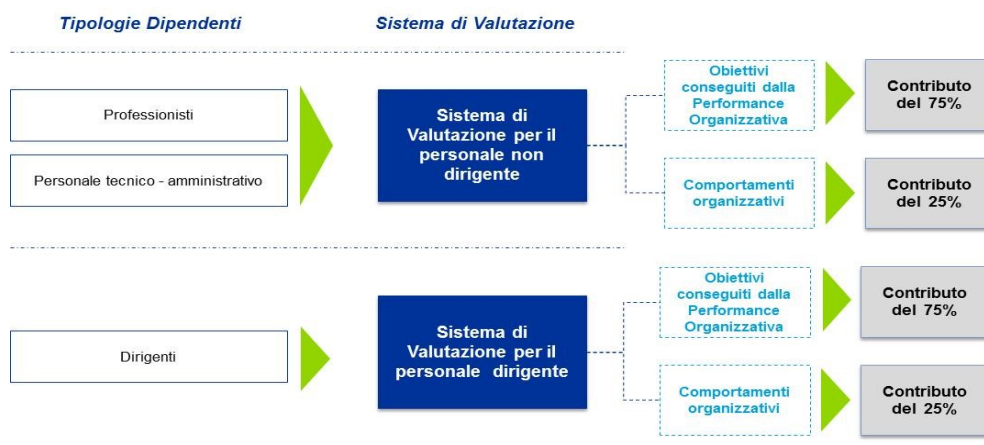 Tipologie Dipendenti
Sistema di Valutazione
Professionisti
Personale tecnico - amministrativo
Sistema di
Valutazione per il
personale non
dirigente
Obiettivi
conseguiti dalla
Performance
Organizzativa
Contributo
del 75%
Comportamenti
organizzativi
Contributo
del 25%
Dirigenti
Sistema di
Valutazione per il
personale dirigente
Obiettivi
conseguiti dalla
Performance
Organizzativa
Contributo
del 75%
Comportamenti
organizzativi
Contributo
del 25%